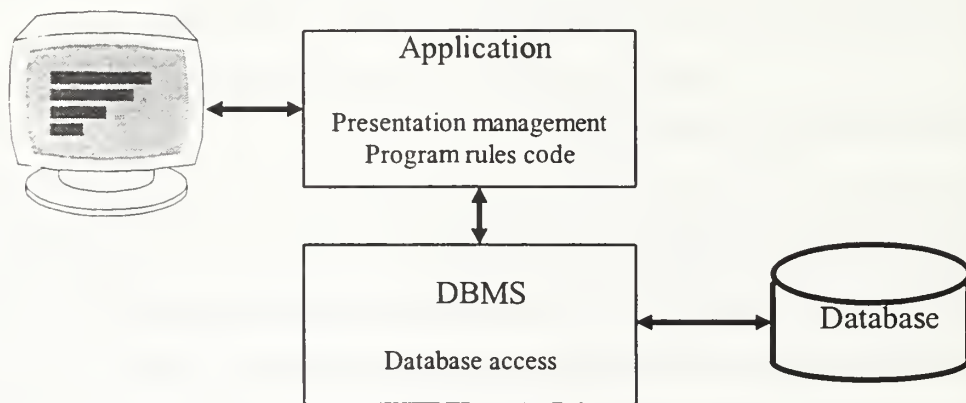 Application
Presentation management
Program rules code
DBMS
Database
Database access